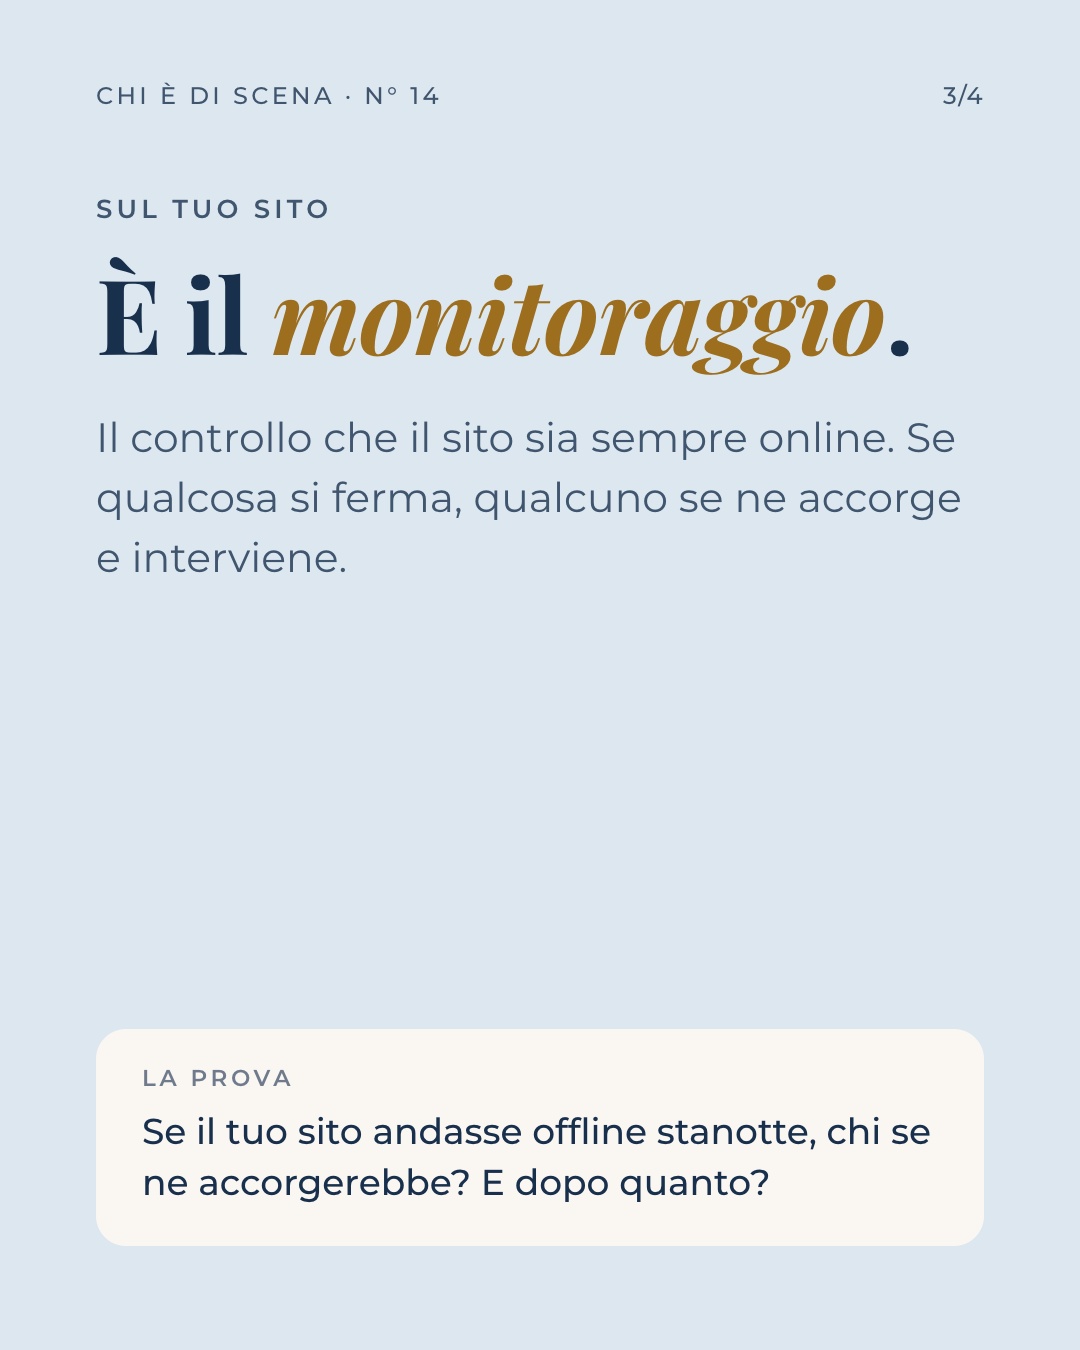 CHI È DI SCENA · N° 14
3/4
SUL TUO SITO
È il monitoraggio.
Il controllo che il sito sia sempre online. Se
qualcosa si ferma, qualcuno se ne accorge
e interviene.
LA PROVA
Se il tuo sito andasse offline stanotte, chi se
ne accorgerebbe? E dopo quanto?